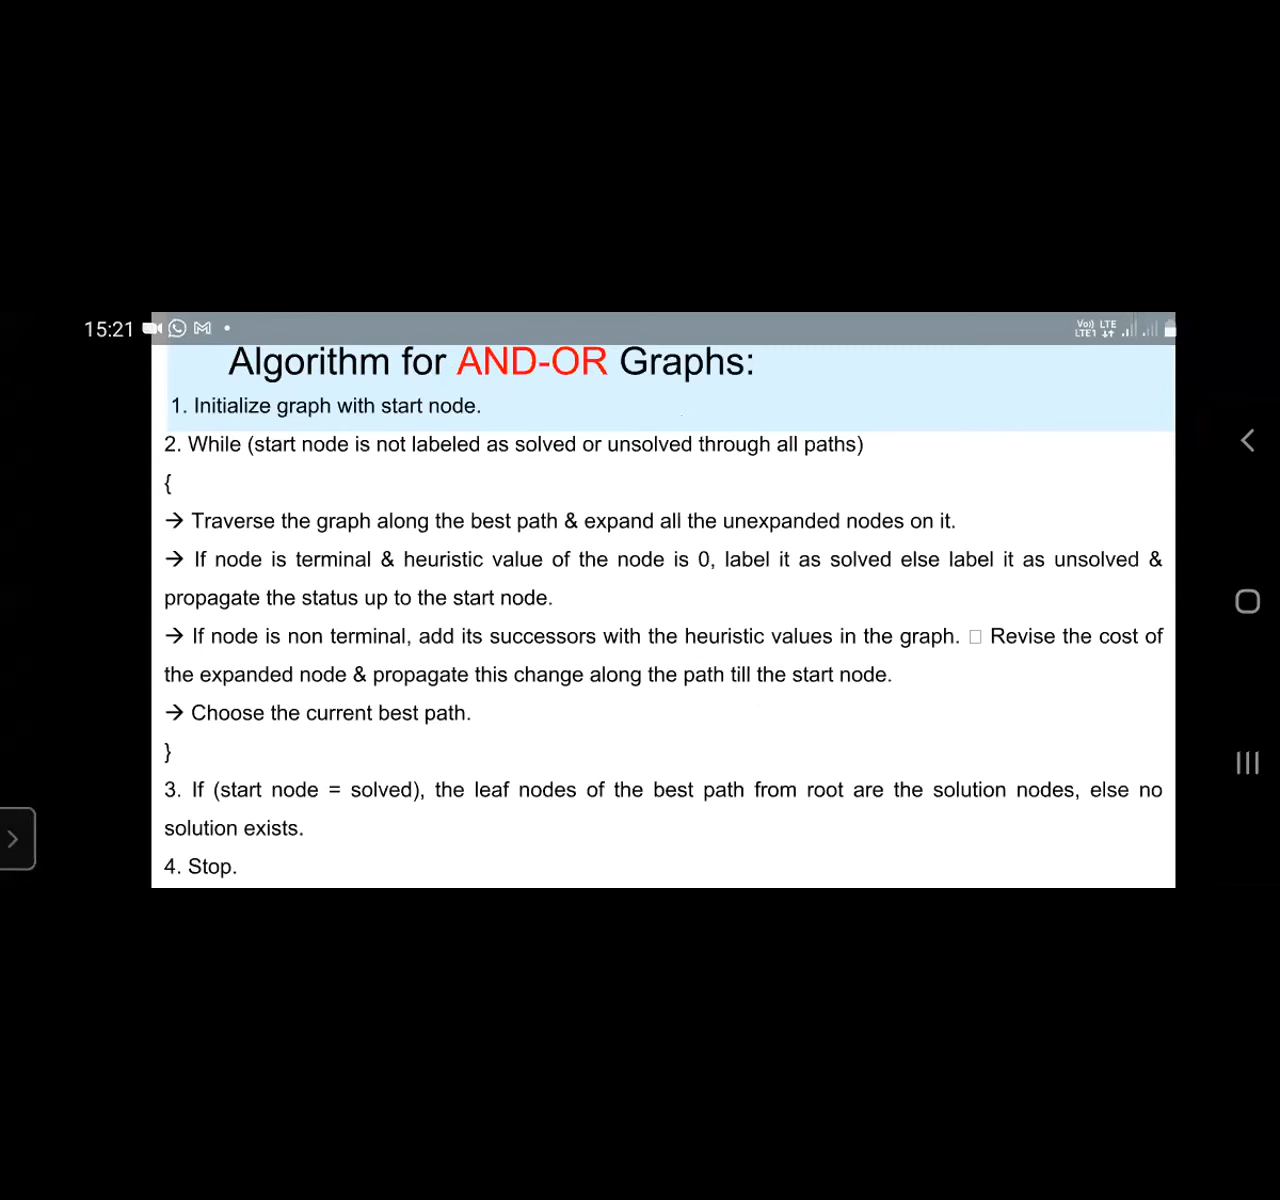 15:21
Vo)) LTE
LTE1
Algorithm for AND-OR Graphs:
1. Initialize graph with start node.
2. While (start node is not labeled as solved or unsolved through all paths)
{
→ Traverse the graph along the best path & expand all the unexpanded nodes on it.
→ If node is terminal & heuristic value of the node is 0, label it as solved else label it as unsolved &
propagate the status up to the start node.
→ If node is non terminal, add its successors with the heuristic values in the graph. □ Revise the cost of
the expanded node & propagate this change along the path till the start node.
→ Choose the current best path.
}
3. If (start node = solved), the leaf nodes of the best path from root are the solution nodes, else no
solution exists.
4. Stop.